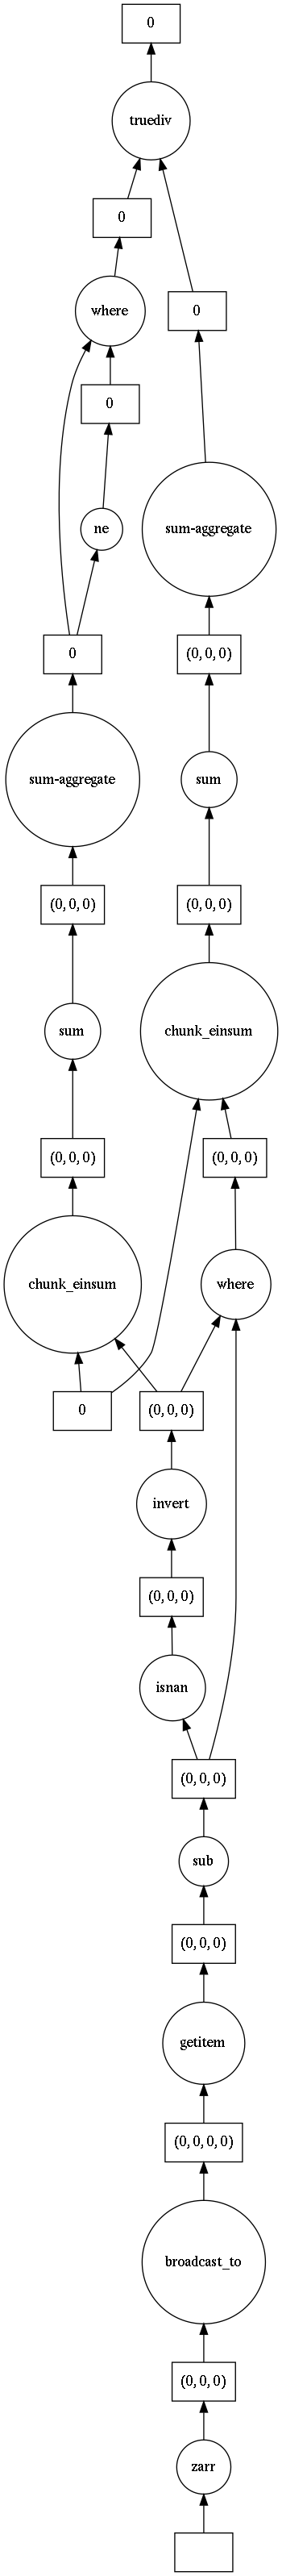 0
truediv
0
where
0
0
ne
sum-aggregate
0
(0, 0, 0)
sum-aggregate
sum
(0, 0, 0)
(0, 0, 0)
sum
chunk_einsum
(0, 0, 0)
(0, 0, 0)
chunk_einsum
where
0
(0, 0, 0)
invert
(0, 0, 0)
isnan
(0, 0, 0)
sub
(0, 0, 0)
getitem
(0, 0, 0, 0)
broadcast_to
(0, 0, 0)
zarr